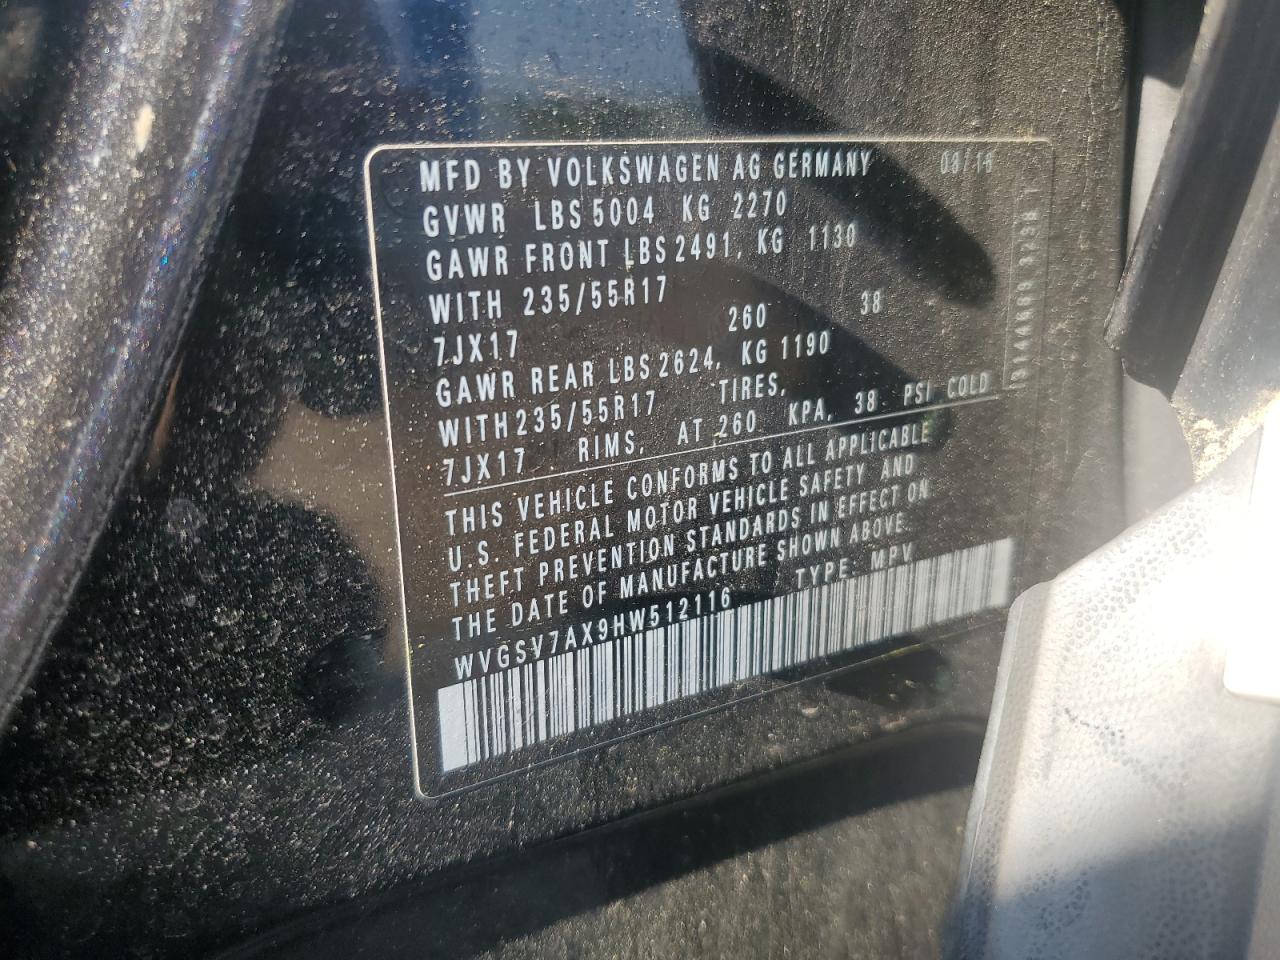 MFD BY VOLKSWAGEN AG GERMANY 08/16
GVWR LBS 5004 KG 2270
GAWR FRONT LBS 2491, KG 1130
WITH 235/55R17
7JX17 260 38
GAWR REAR LBS 2624, KG 1190
WITH 235/55R17 TIRES,
7JX17 RIMS, AT 260 KPA, 38 PSI COLD
THIS VEHICLE CONFORMS TO ALL APPLICABLE
U.S. FEDERAL MOTOR VEHICLE SAFETY AND
THEFT PREVENTION STANDARDS IN EFFECT ON
THE DATE OF MANUFACTURE SHOWN ABOVE.
WVGSV7AX9HW512116 TYPE: MPV